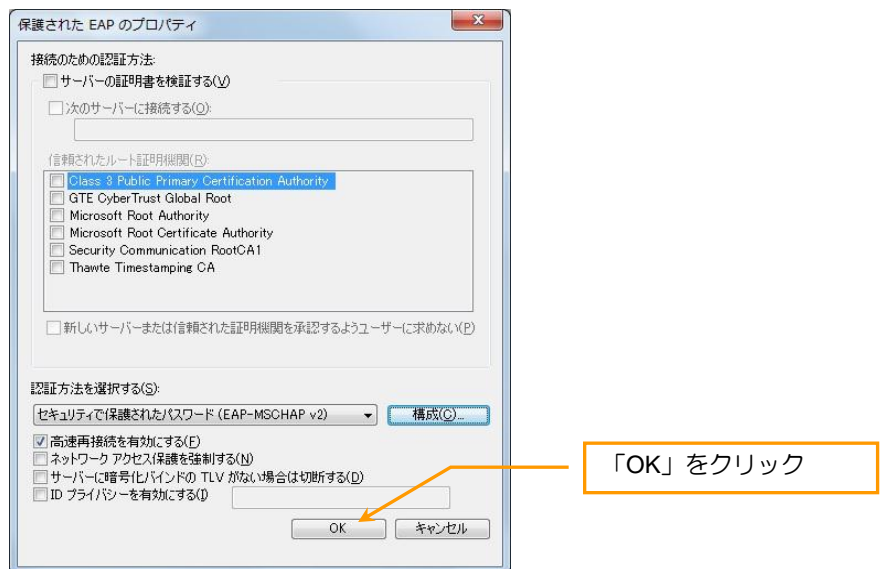 保護された EAP のプロパティ
接続のための認証方法:
サーバーの証明書を検証する(V)
次のサーバーに接続する(O):
信頼されたルート証明機関(R):
Class 3 Public Primary Certification Authority
GTE CyberTrust Global Root
Microsoft Root Authority
Microsoft Root Certificate Authority
Security Communication RootCA1
Thawte Timestamping CA
新しいサーバーまたは信頼された証明機関を承認するようユーザーに求めない(P)
認証方法を選択する(S):
セキュリティで保護されたパスワード (EAP-MSCHAP v2) 構成(C)...
高速再接続を有効にする(F)
ネットワーク アクセス保護を強制する(N)
サーバーに暗号化バインドの TLV がない場合は切断する(D)
ID プライバシーを有効にする(I)
「OK」をクリック
OK キャンセル